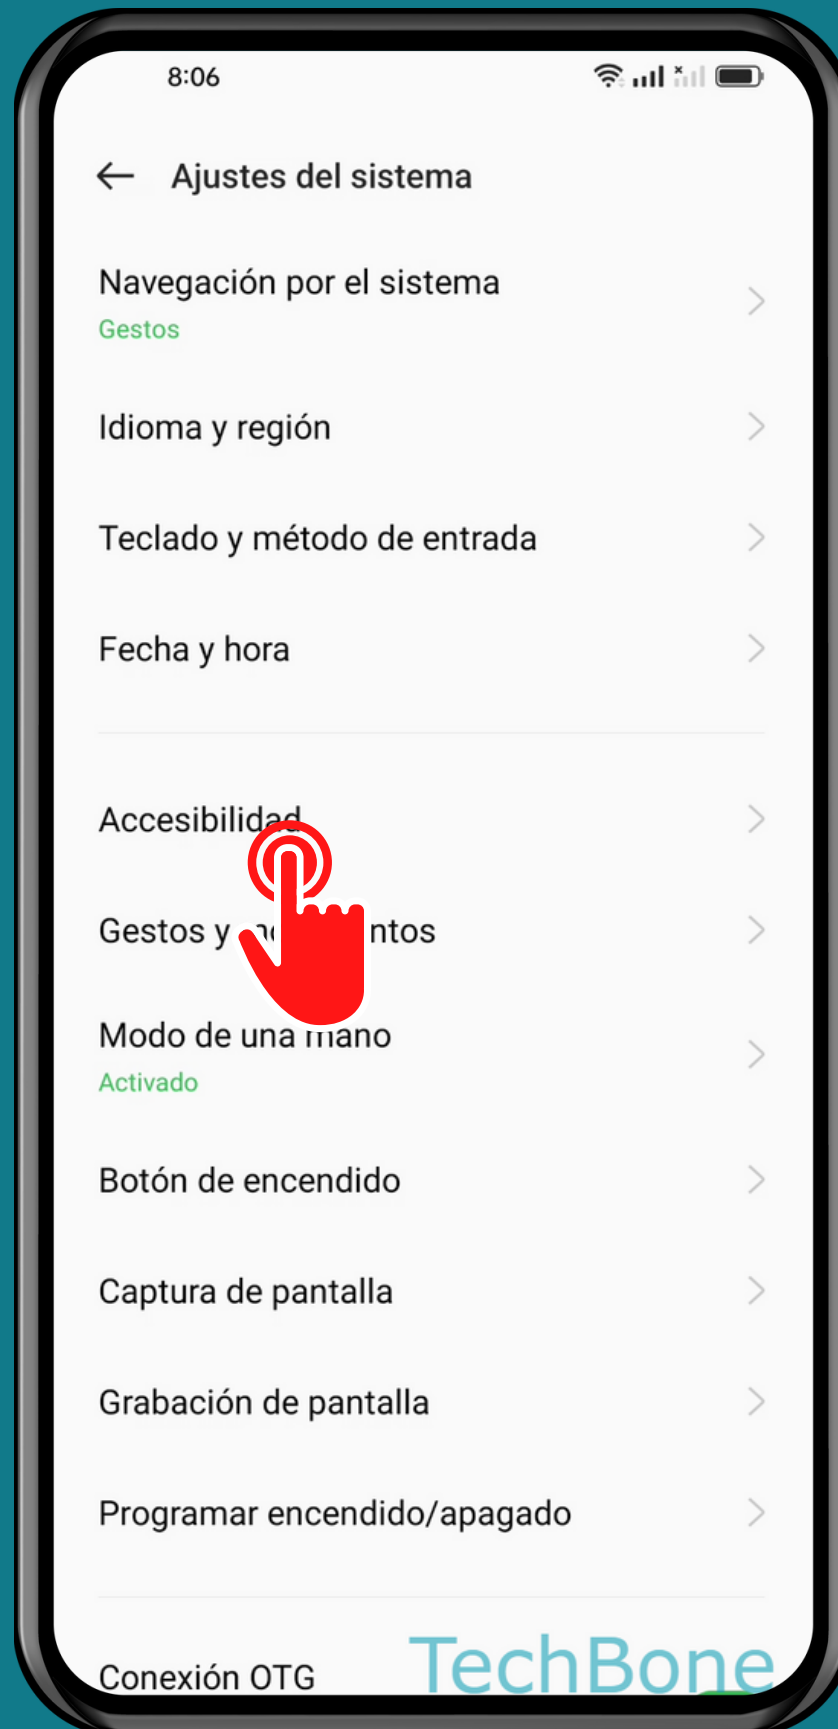 8:06
Ajustes del sistema
Navegación por el sistema
Gestos
Idioma y región
Teclado y método de entrada
Fecha y hora
Accesibilidad
Gestos y
Modo de una mano
Activado
Botón de encendido
Captura de pantalla
Grabación de pantalla
Programar encendido/apagado
Conexión OTG
TechBone